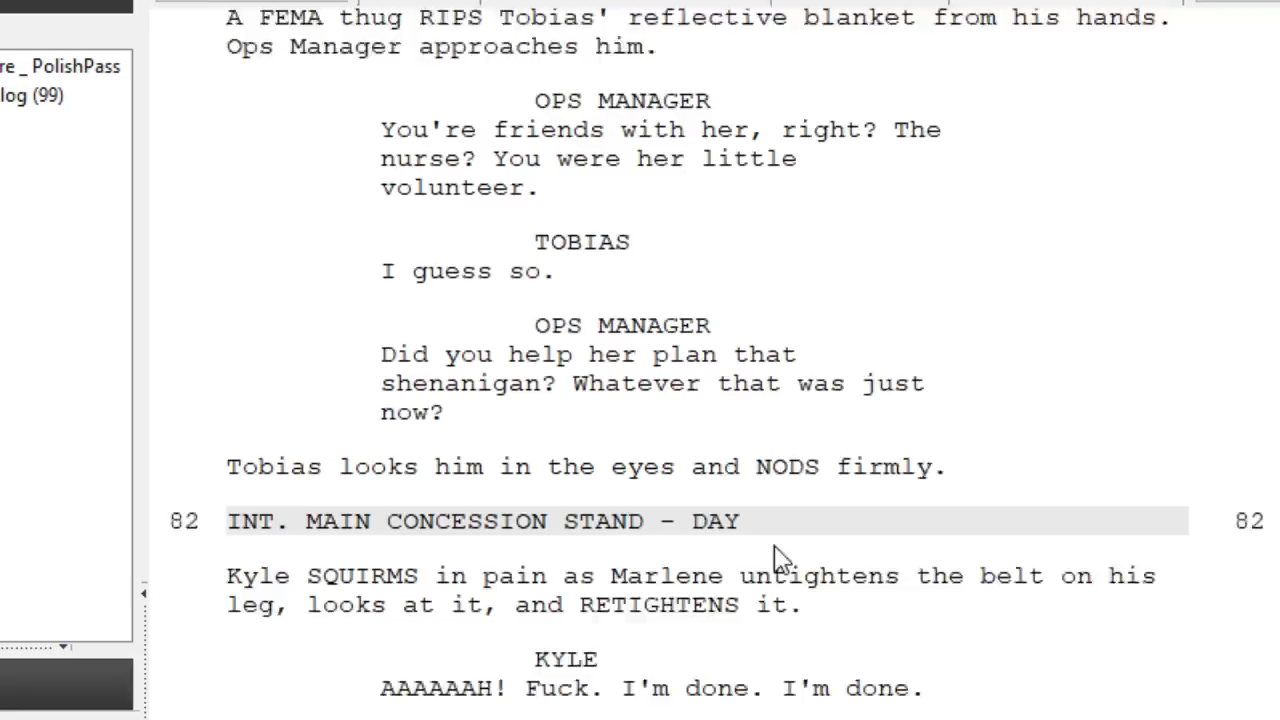 A FEMA thug RIPS Tobias' reflective blanket from his hands.
Ops Manager approaches him.
re _ PolishPass
log (99)
OPS MANAGER
You're friends with her, right? The
nurse? You were her little
volunteer.
TOBIAS
I guess so.
OPS MANAGER
Did you help her plan that
shenanigan? Whatever that was just
now?
Tobias looks him in the eyes and NODS firmly.
82 INT. MAIN CONCESSION STAND - DAY 82
Kyle SQUIRMS in pain as Marlene untightens the belt on his
leg, looks at it, and RETIGHTENS it.
KYLE
AAAAAAH! Fuck. I'm done. I'm done.